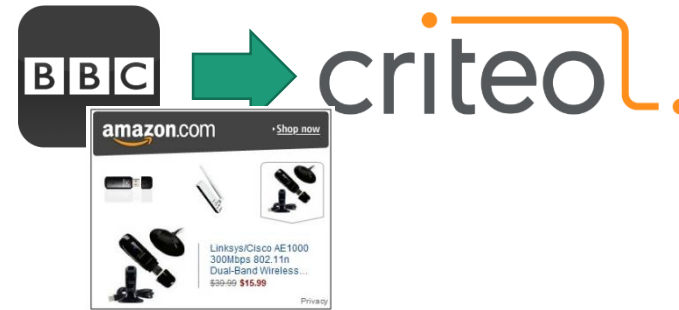 BBC
criteo
amazon.com
Shop now
Linksys/Cisco AE1000
300Mbps 802.11n
Dual-Band Wireless...
$39.99 $15.99
Privacy